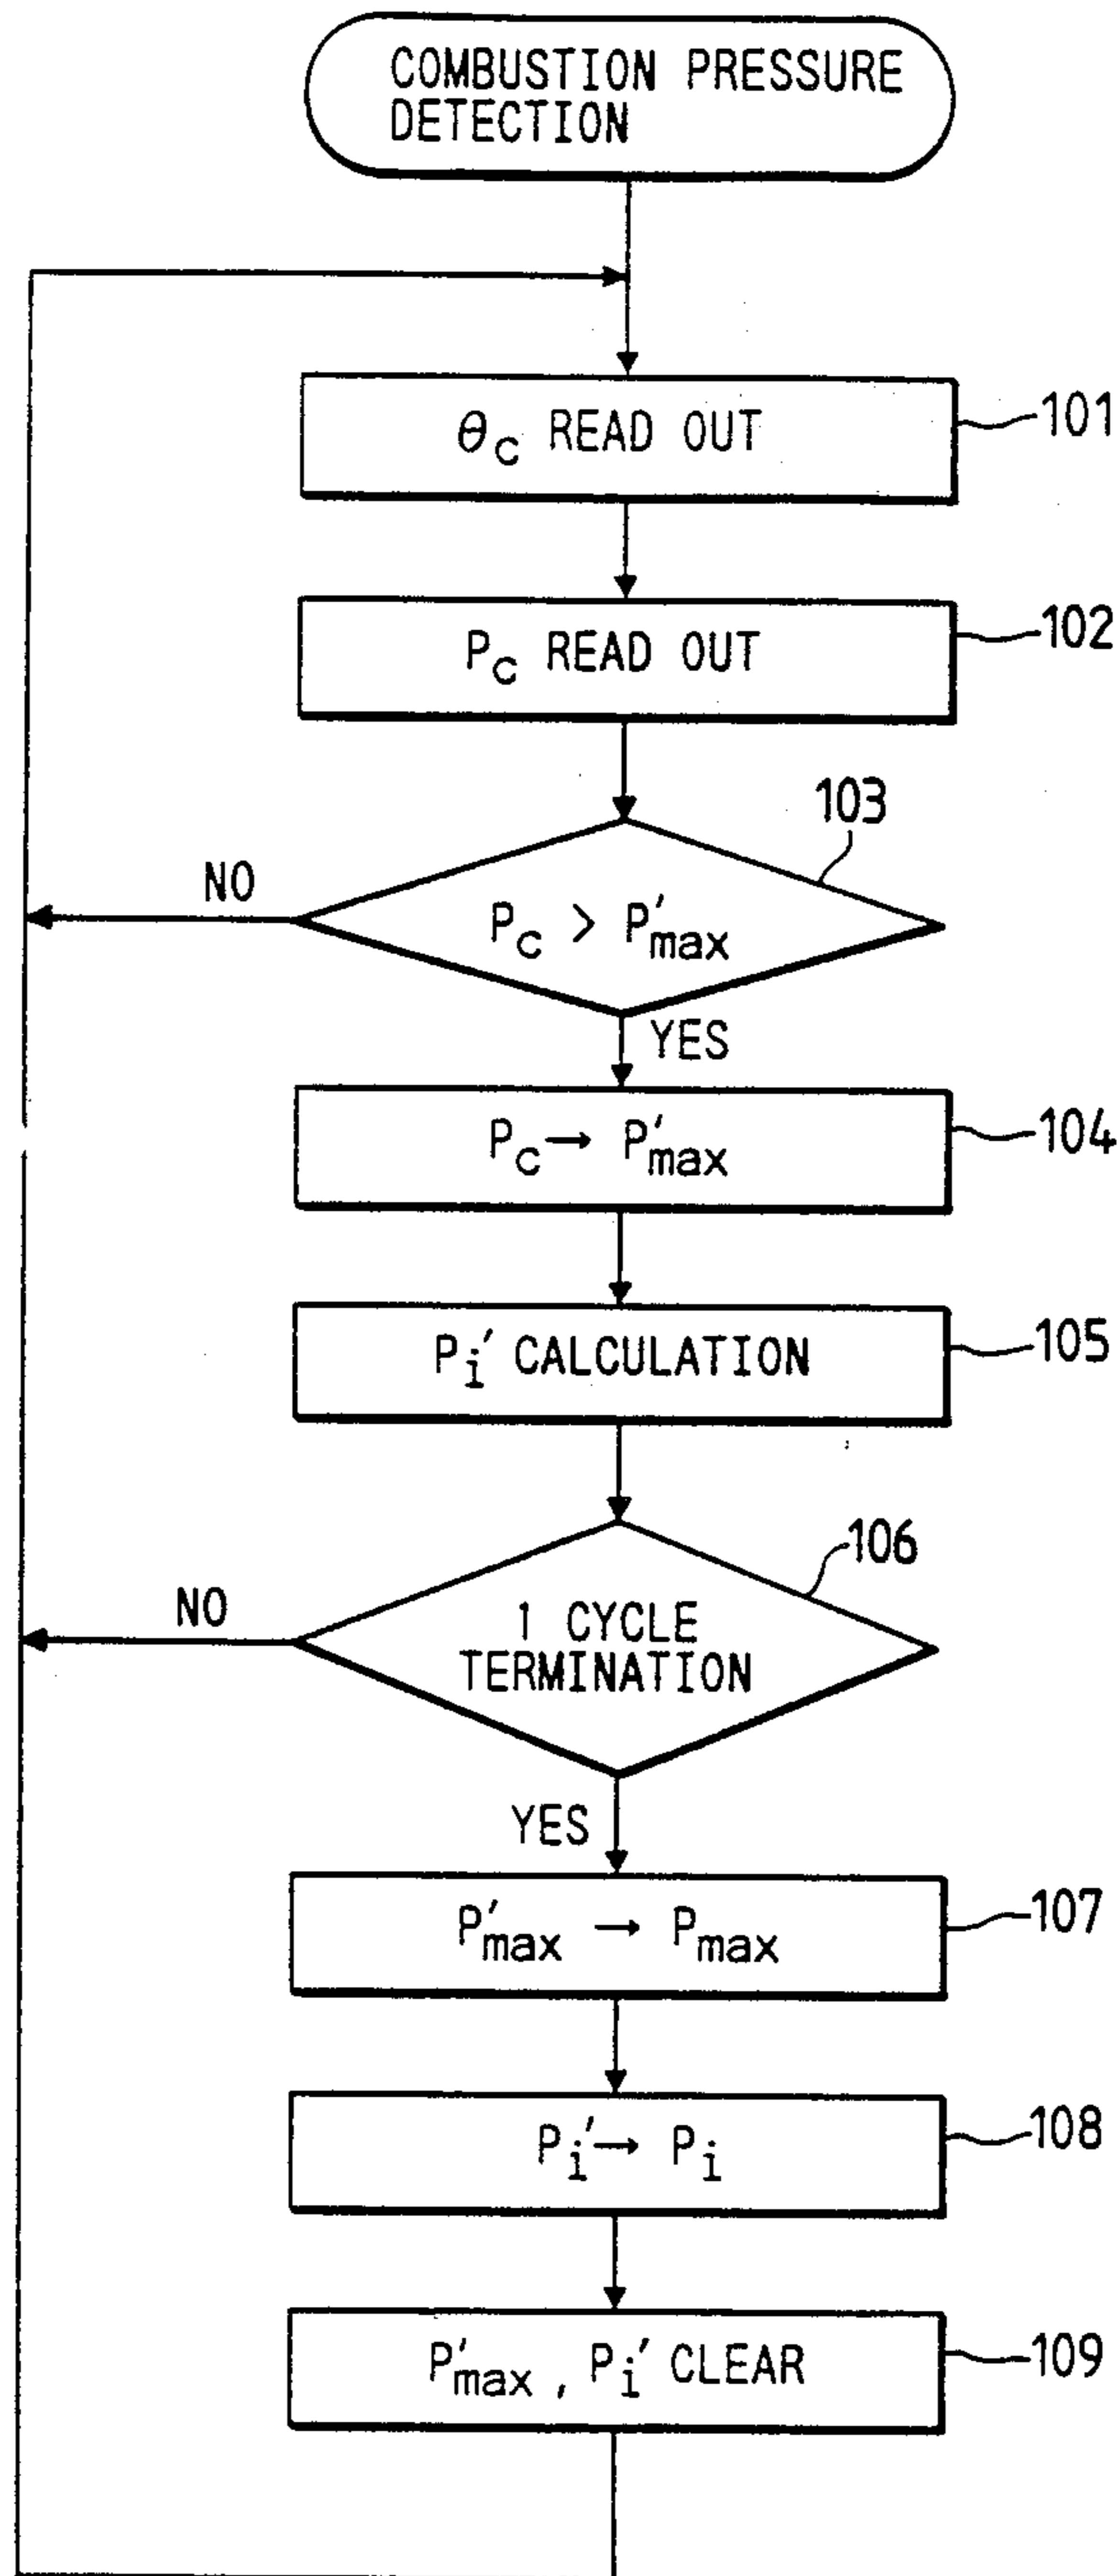 COMBUSTION PRESSURE
DETECTION
θc READ OUT
101
Pc READ OUT
102
103
NO
Pc > P'max
YES
Pc → P'max
104
Pi' CALCULATION
105
106
NO
1 CYCLE
TERMINATION
YES
P'max → Pmax
107
Pi' → Pi
108
P'max, Pi' CLEAR
109